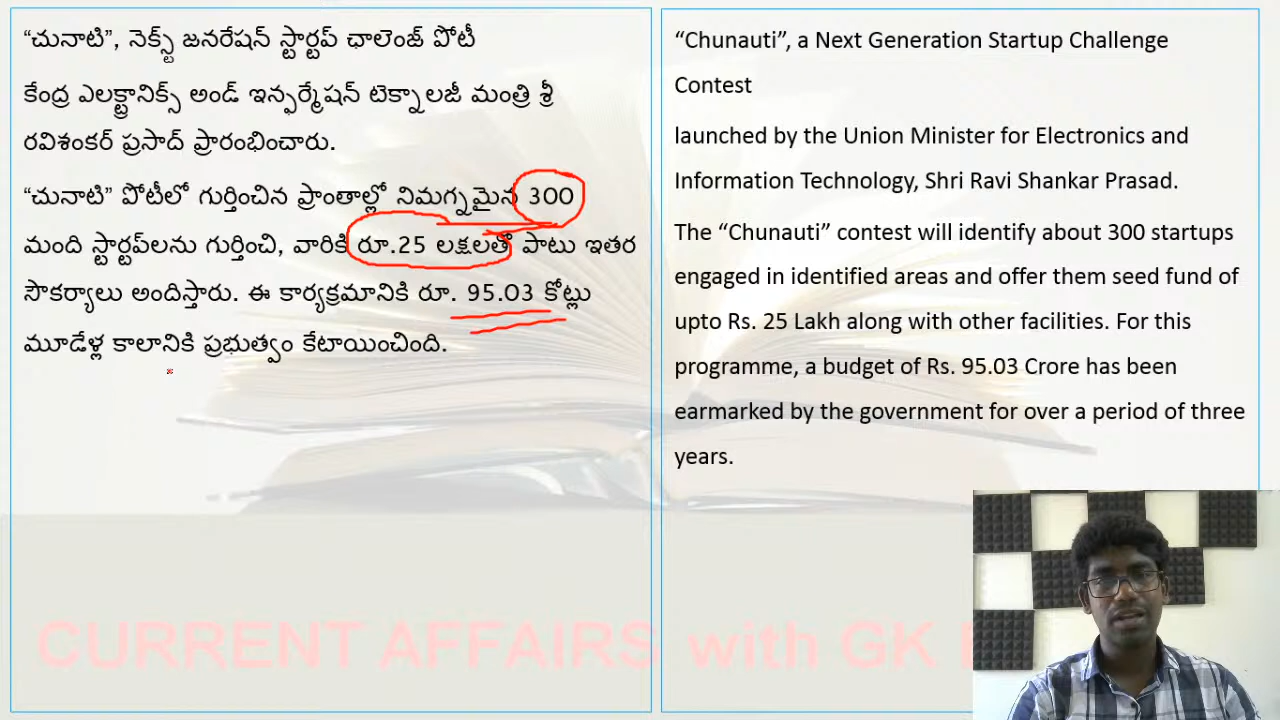 “చునాతి”, నెక్స్ట్ జనరేషన్ స్టార్టప్ ఛాలెంజ్ పోటీ
కేంద్ర ఎలక్ట్రానిక్స్ అండ్ ఇన్ఫర్మేషన్ టెక్నాలజీ మంత్రి శ్రీ
రవిశంకర్ ప్రసాద్ ప్రారంభించారు.
“చునాతి” పోటీలో గుర్తించిన ప్రాంతాల్లో నిమగ్నమైన 300
మంది స్టార్టప్‌లను గుర్తించి, వారికి రూ.25 లక్షలతో పాటు ఇతర
సౌకర్యాలు అందిస్తారు. ఈ కార్యక్రమానికి రూ. 95.03 కోట్లు
మూడేళ్ల కాలానికి ప్రభుత్వం కేటాయించింది.
“Chunauti”, a Next Generation Startup Challenge
Contest
launched by the Union Minister for Electronics and
Information Technology, Shri Ravi Shankar Prasad.
The “Chunauti” contest will identify about 300 startups
engaged in identified areas and offer them seed fund of
upto Rs. 25 Lakh along with other facilities. For this
programme, a budget of Rs. 95.03 Crore has been
earmarked by the government for over a period of three
years.
CURRENT AFFAIRS with GK